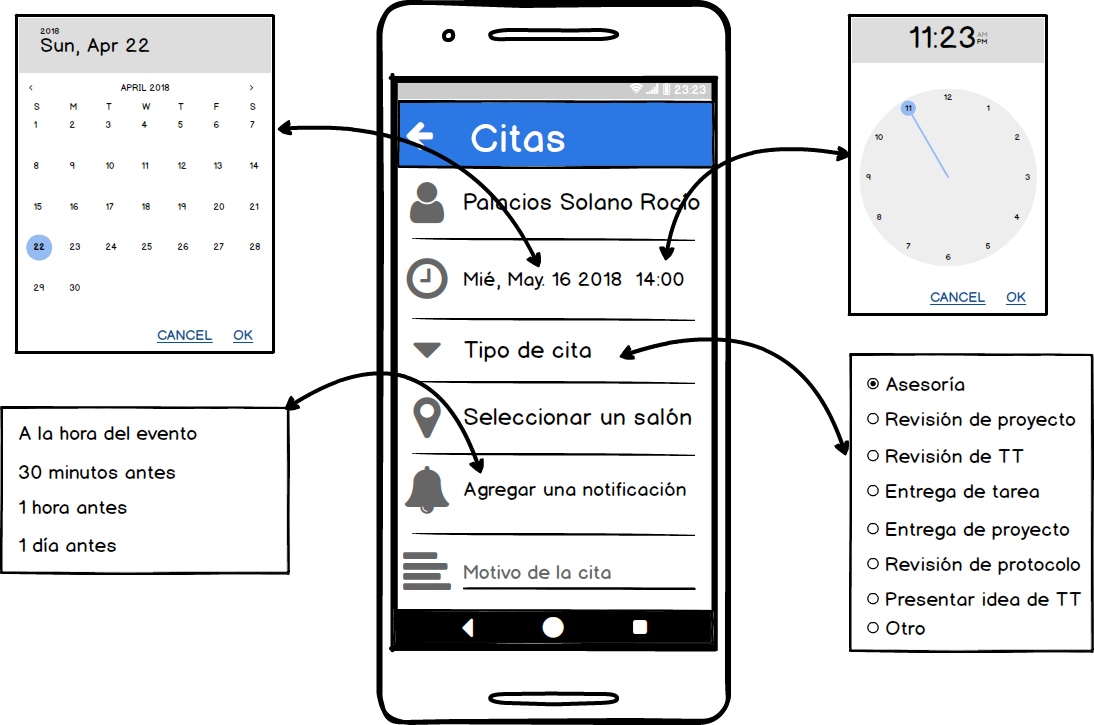 2018
Sun, Apr 22
APRIL 2018
S M T W T F S
1 2 3 4 5 6 7
8 9 10 11 12 13 14
15 16 17 18 19 20 21
22 23 24 25 26 27 28
29 30
CANCEL OK
A la hora del evento
30 minutos antes
1 hora antes
1 día antes
23:23
Citas
Palacios Solano Rocío
Mié, May. 16 2018 14:00
Tipo de cita
Seleccionar un salón
Agregar una notificación
Motivo de la cita
11:23 AM
PM
12
11 1
10 2
9 3
8 4
7 5
6
CANCEL OK
Asesoría
Revisión de proyecto
Revisión de TT
Entrega de tarea
Entrega de proyecto
Revisión de protocolo
Presentar idea de TT
Otro